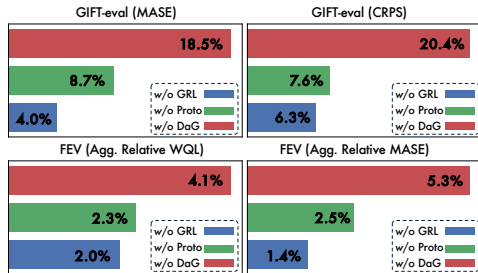 GIFT-eval (MASE)
18.5%
8.7%
4.0%
w/o GRL
w/o Proto
w/o DaG
GIFT-eval (CRPS)
20.4%
7.6%
6.3%
w/o GRL
w/o Proto
w/o DaG
FEV (Agg. Relative WQL)
4.1%
2.3%
2.0%
w/o GRL
w/o Proto
w/o DaG
FEV (Agg. Relative MASE)
5.3%
2.5%
1.4%
w/o GRL
w/o Proto
w/o DaG